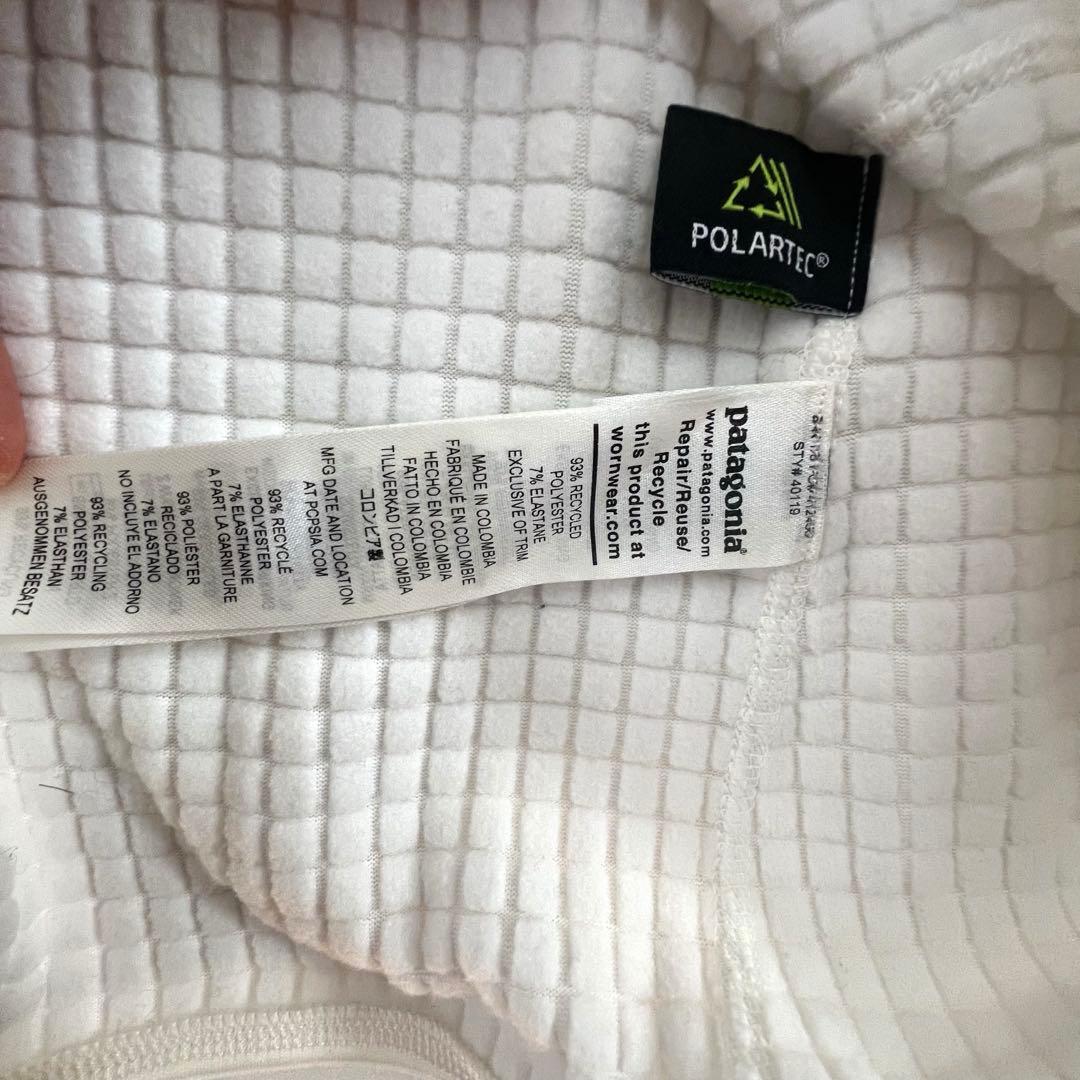 POLARTEC®
STY# 40119
patagonia®
www.patagonia.com
Repair/Reuse/
Recycle
this product at
wornwear.com
93% RECYCLED
POLYESTER
7% ELASTANE
EXCLUSIVE OF TRIM
MADE IN COLOMBIA
FABRIQUÉ EN COLOMBIE
HECHO EN COLOMBIA
FATTO IN COLOMBIA
TILLVERKAD I COLOMBIA
コロンビア製
MFG DATE AND LOCATION
AT PQPSIA.COM
93% RECYCLÉ
POLYESTER
7% ELASTHANNE
A PART LA GARNITURE
93% POLIÉSTER
RECICLADO
7% ELASTANO
NO INCLUYE EL ADORNO
93% RECYCLING
POLYESTER
7% ELASTHAN
AUSGENOMMEN BESATZ